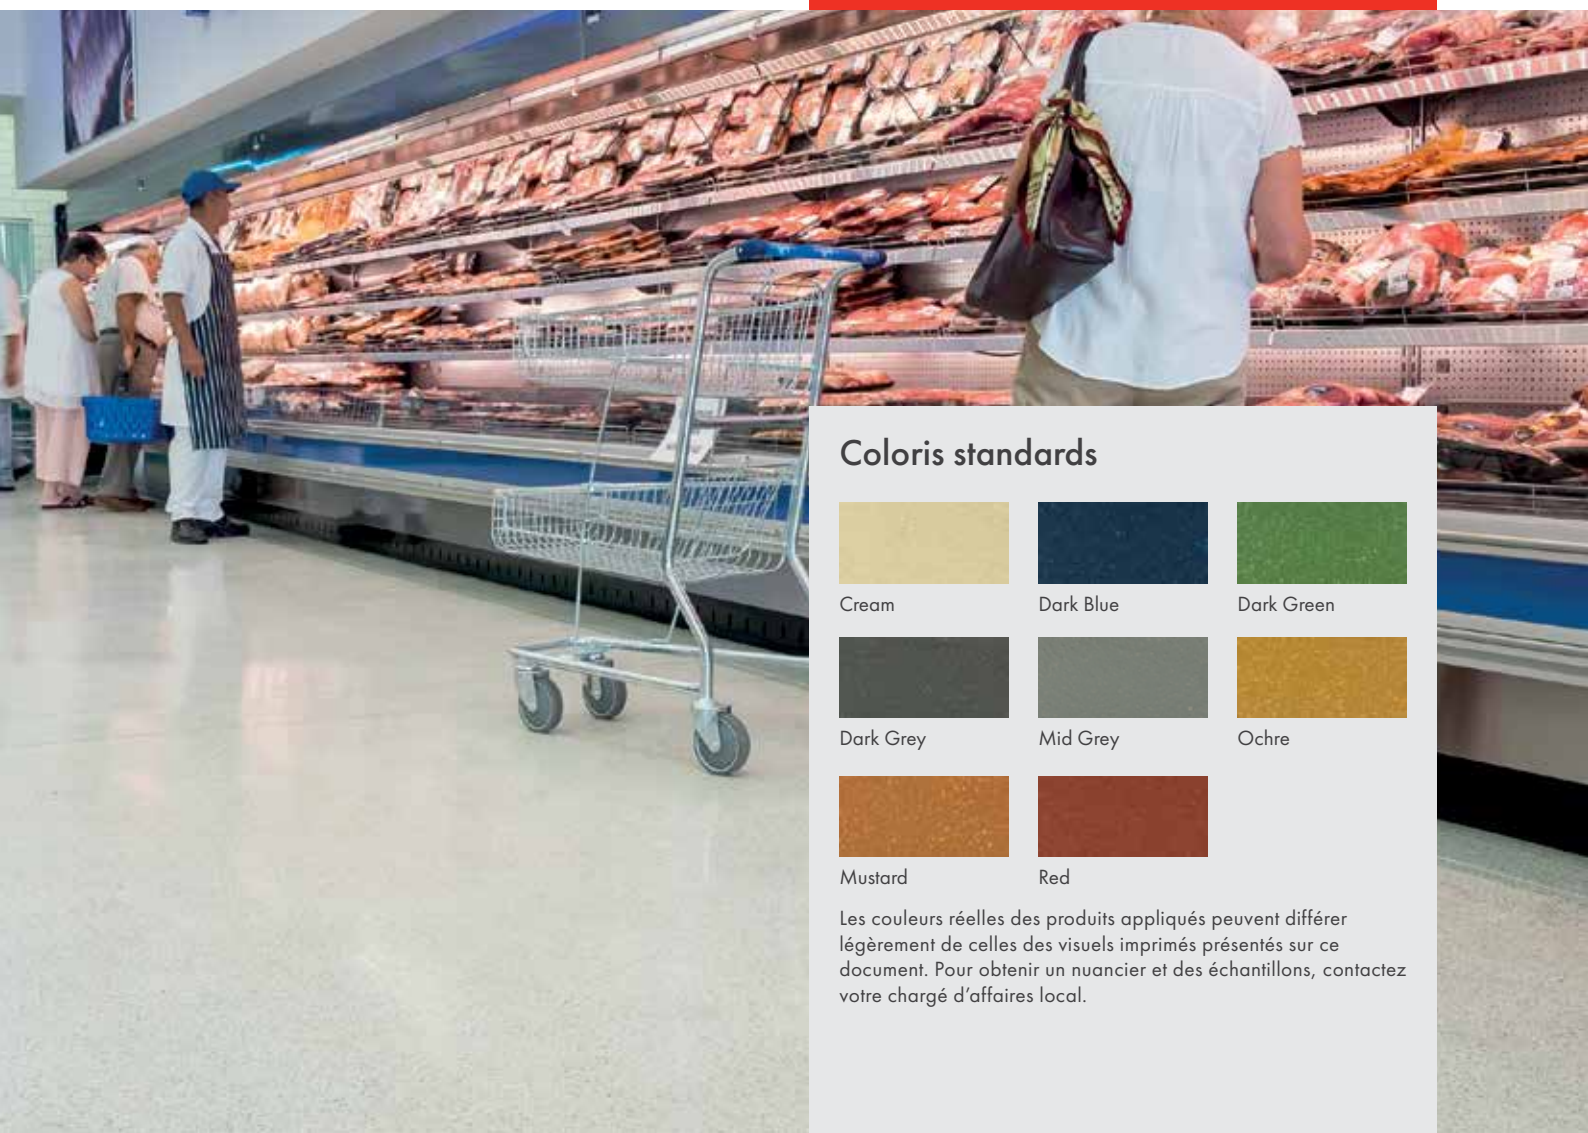 Coloris standards
Cream
Dark Blue
Dark Green
Dark Grey
Mid Grey
Ochre
Mustard
Red
Les couleurs réelles des produits appliqués peuvent différer
légèrement de celles des visuels imprimés présentés sur ce
document. Pour obtenir un nuancier et des échantillons, contactez
votre chargé d’affaires local.